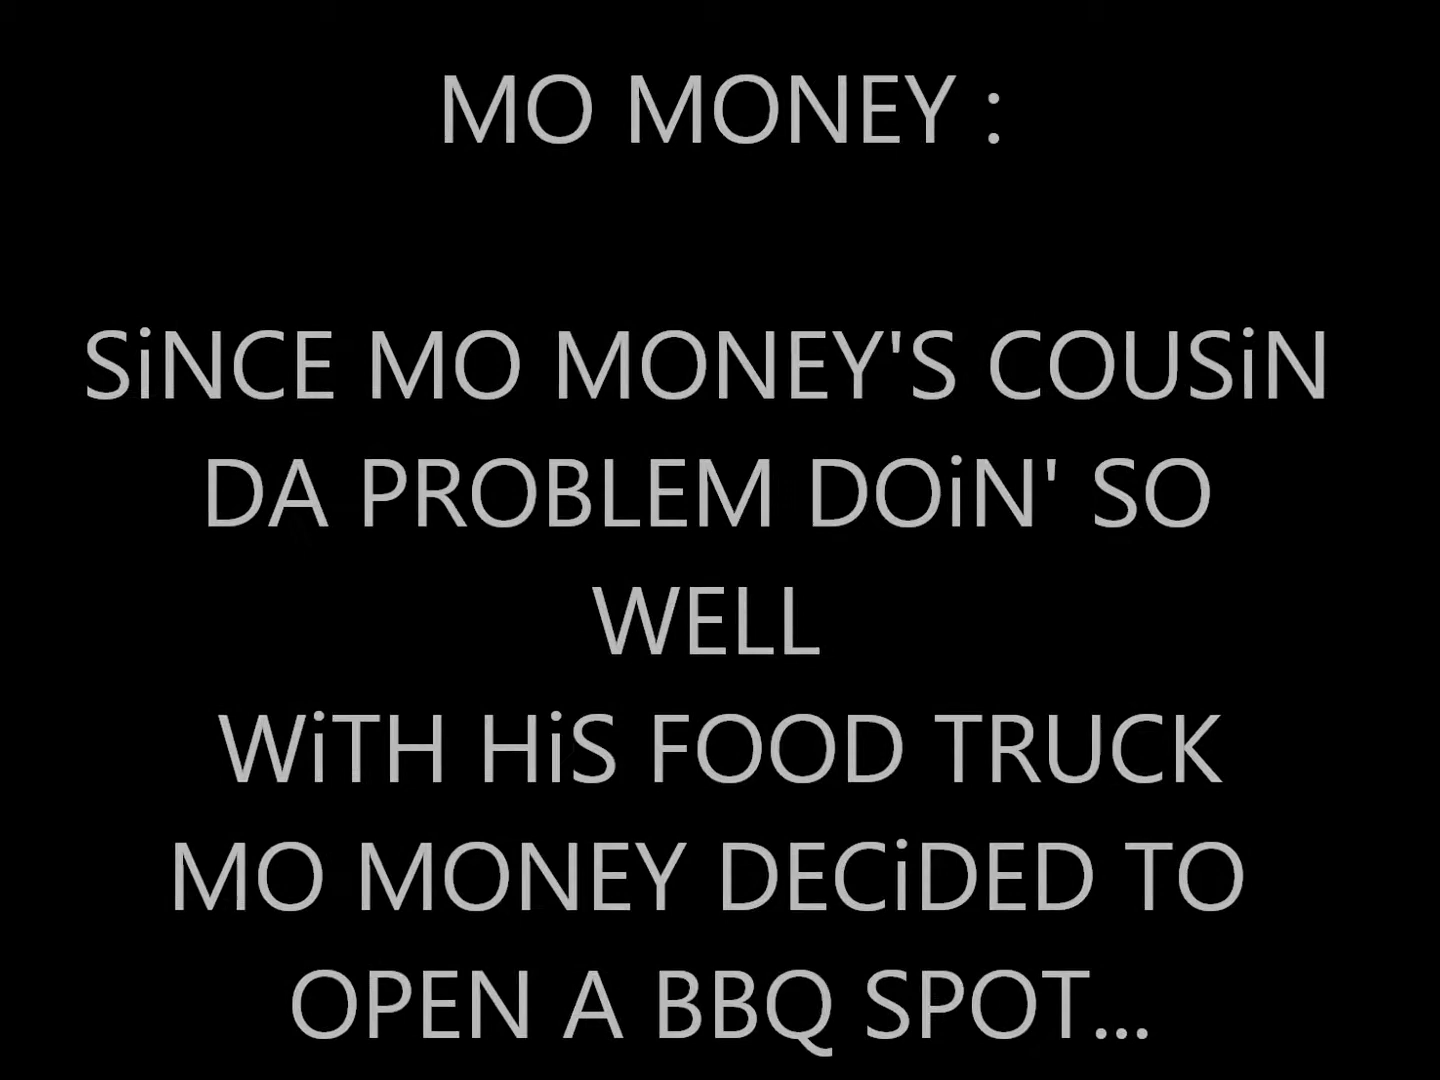 MO MONEY :
SiNCE MO MONEY'S COUSiN
DA PROBLEM DOiN' SO
WELL
WiTH HiS FOOD TRUCK
MO MONEY DECiDED TO
OPEN A BBQ SPOT...